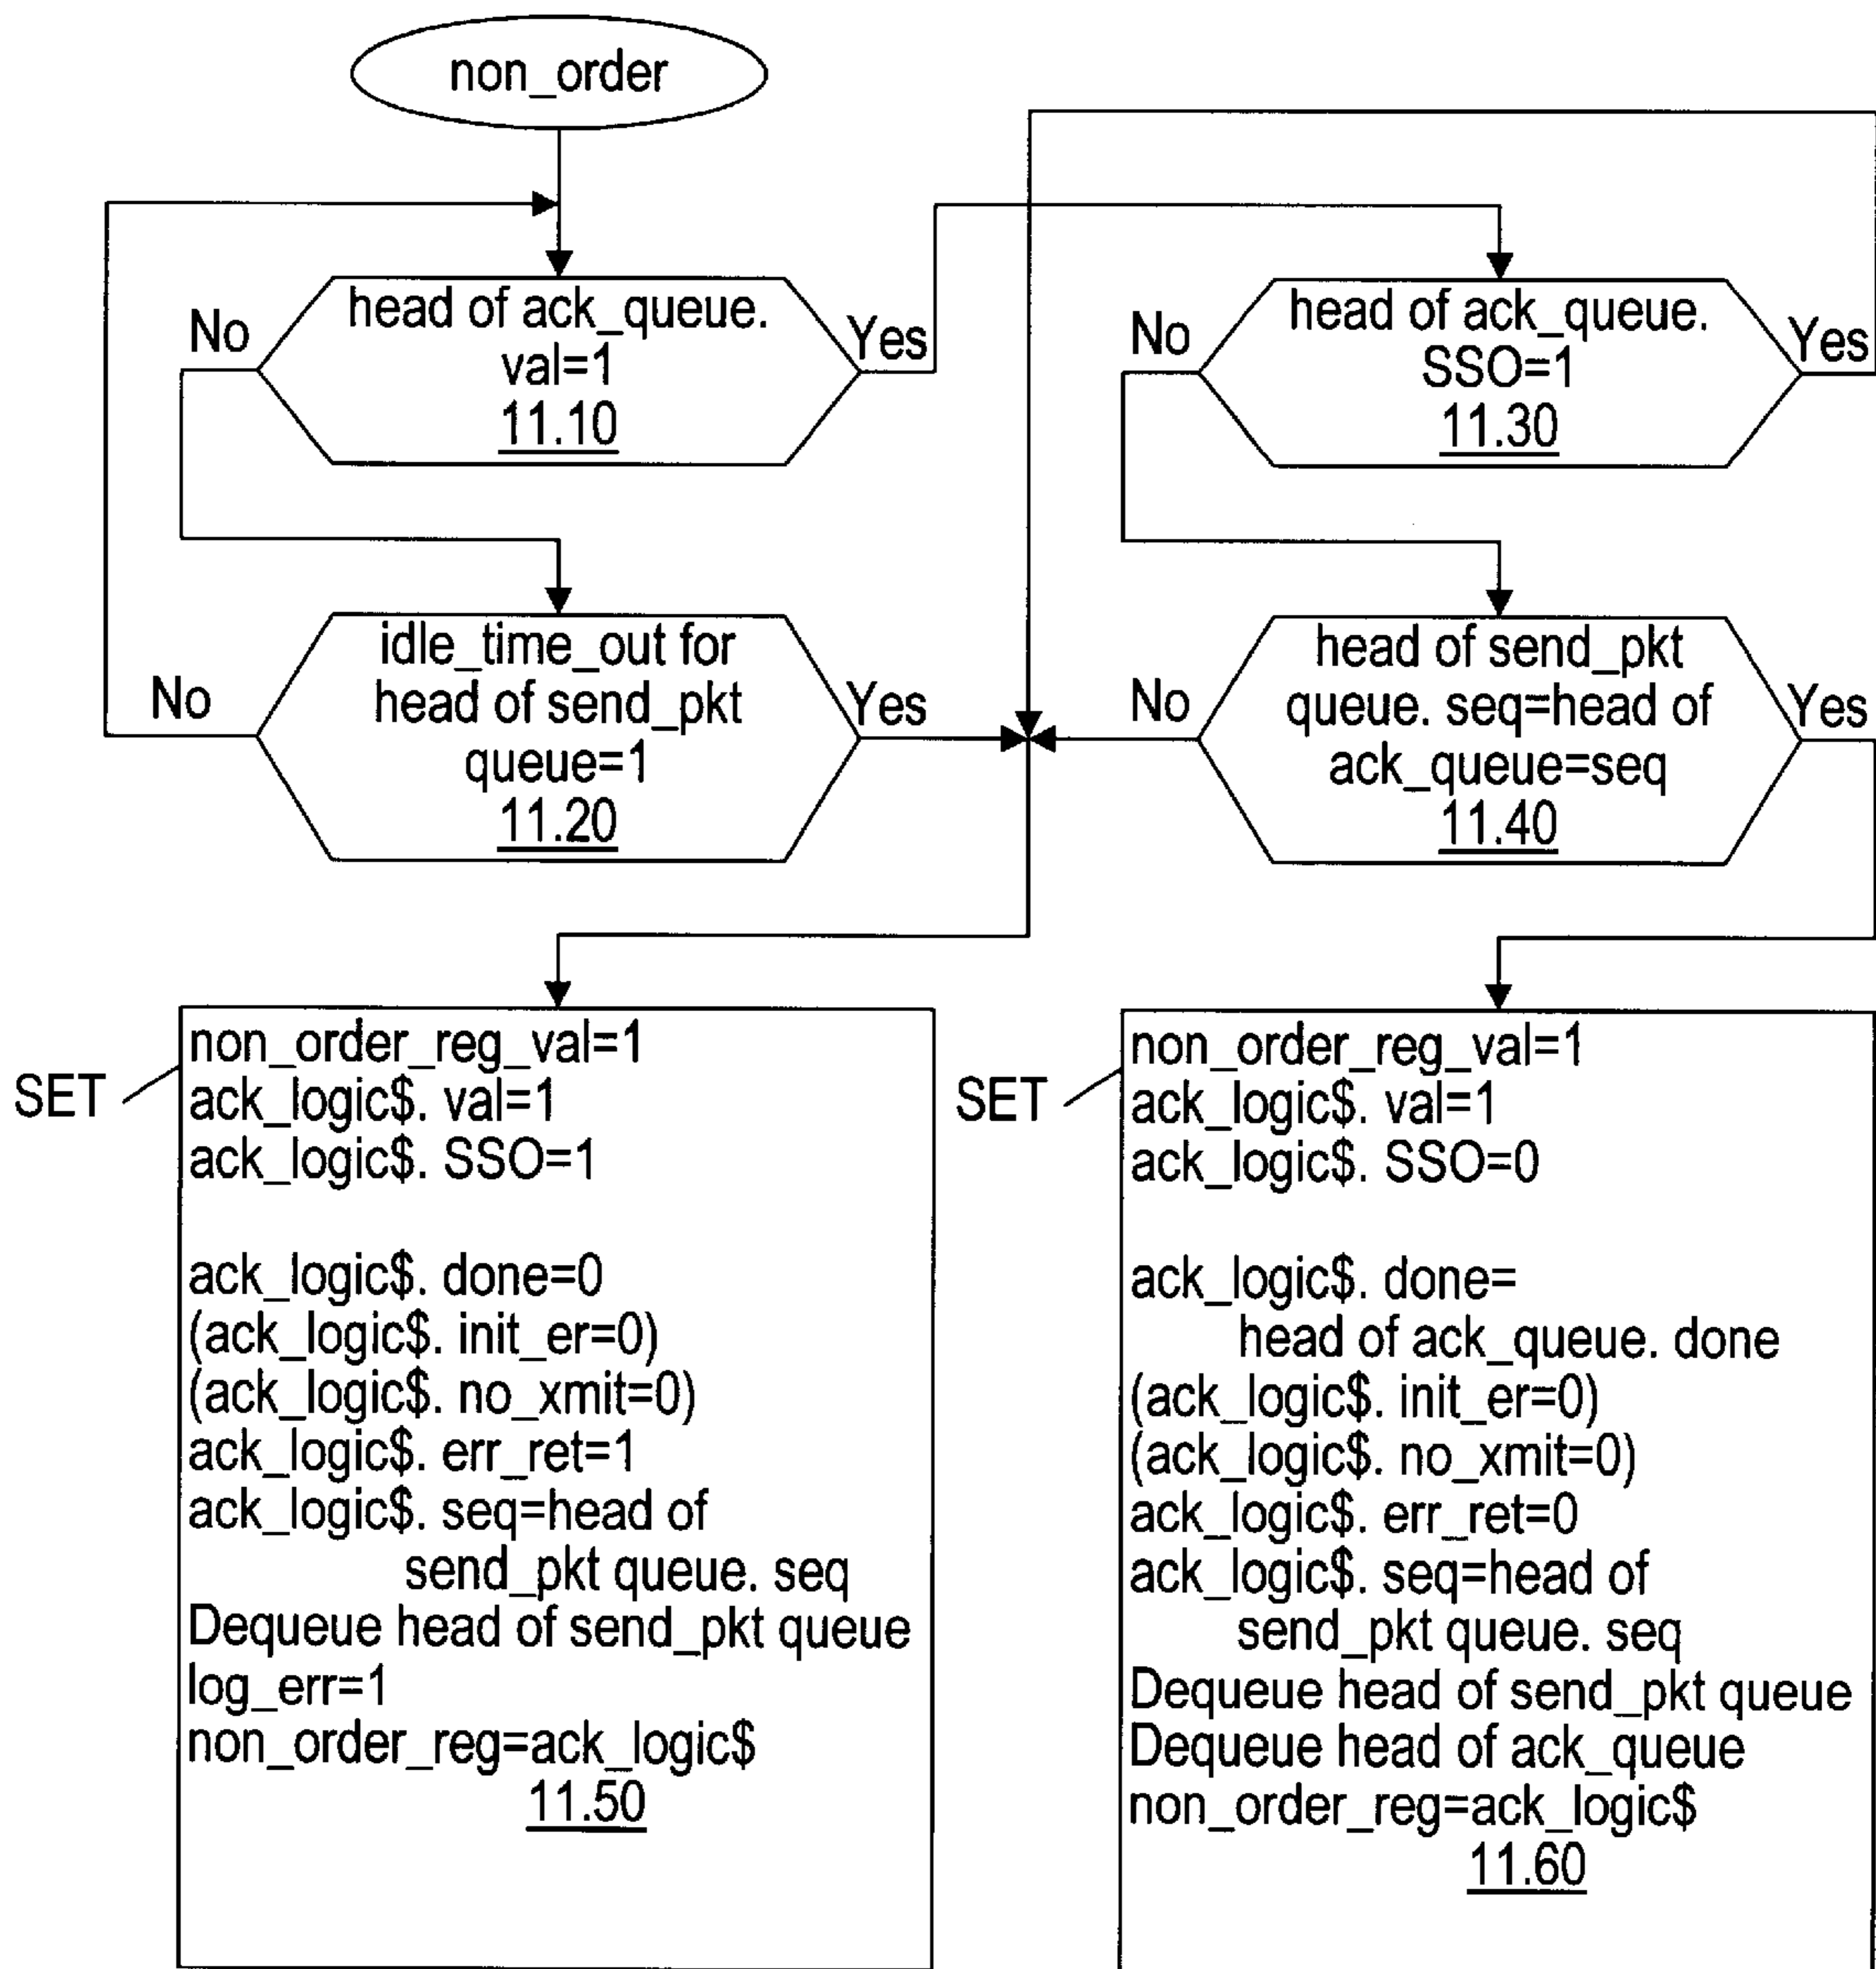 non_order
No
head of ack_queue.
val=1
11.10
Yes
No
head of ack_queue.
SSO=1
11.30
Yes
No
idle_time_out for
head of send_pkt
queue=1
11.20
Yes
No
head of send_pkt
queue. seq=head of
ack_queue=seq
11.40
Yes
SET
non_order_reg_val=1
ack_logic$. val=1
ack_logic$. SSO=1
ack_logic$. done=0
(ack_logic$. init_er=0)
(ack_logic$. no_xmit=0)
ack_logic$. err_ret=1
ack_logic$. seq=head of
send_pkt queue. seq
Dequeue head of send_pkt queue
log_err=1
non_order_reg=ack_logic$
11.50
SET
non_order_reg_val=1
ack_logic$. val=1
ack_logic$. SSO=0
ack_logic$. done=
head of ack_queue. done
(ack_logic$. init_er=0)
(ack_logic$. no_xmit=0)
ack_logic$. err_ret=0
ack_logic$. seq=head of
send_pkt queue. seq
Dequeue head of send_pkt queue
Dequeue head of ack_queue
non_order_reg=ack_logic$
11.60